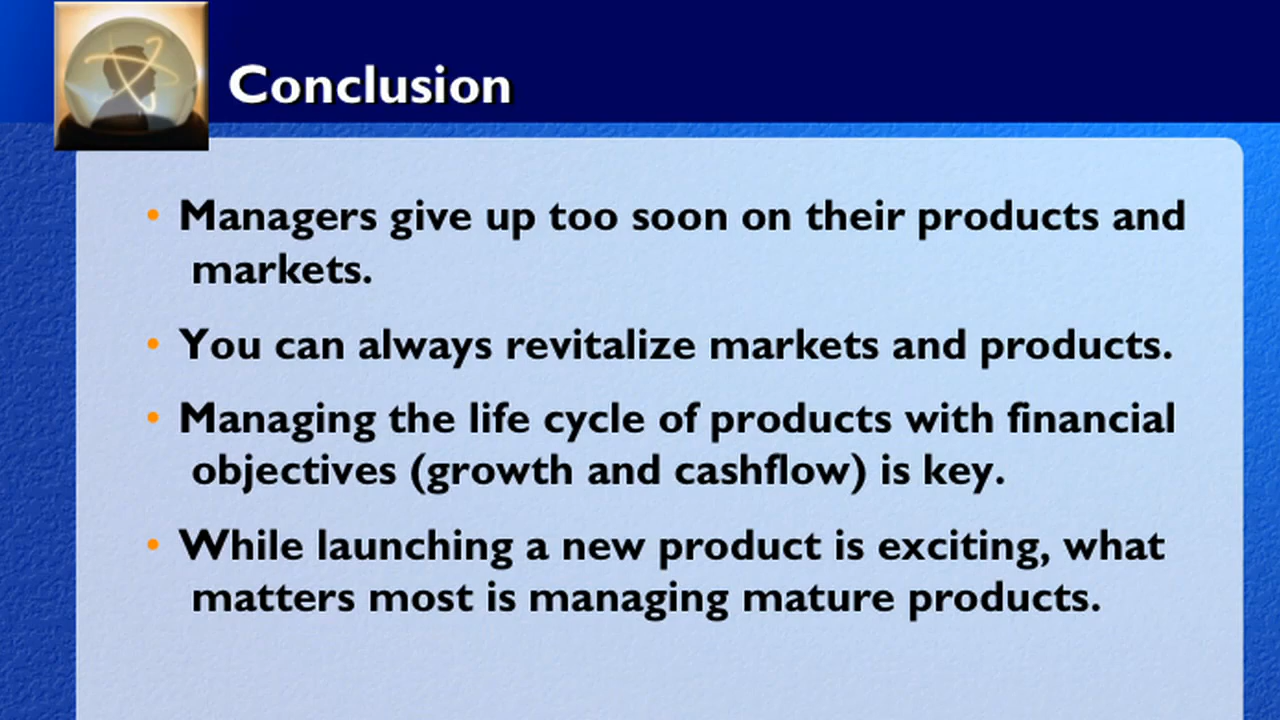 Conclusion
• Managers give up too soon on their products and
markets.
• You can always revitalize markets and products.
• Managing the life cycle of products with financial
objectives (growth and cashflow) is key.
• While launching a new product is exciting, what
matters most is managing mature products.